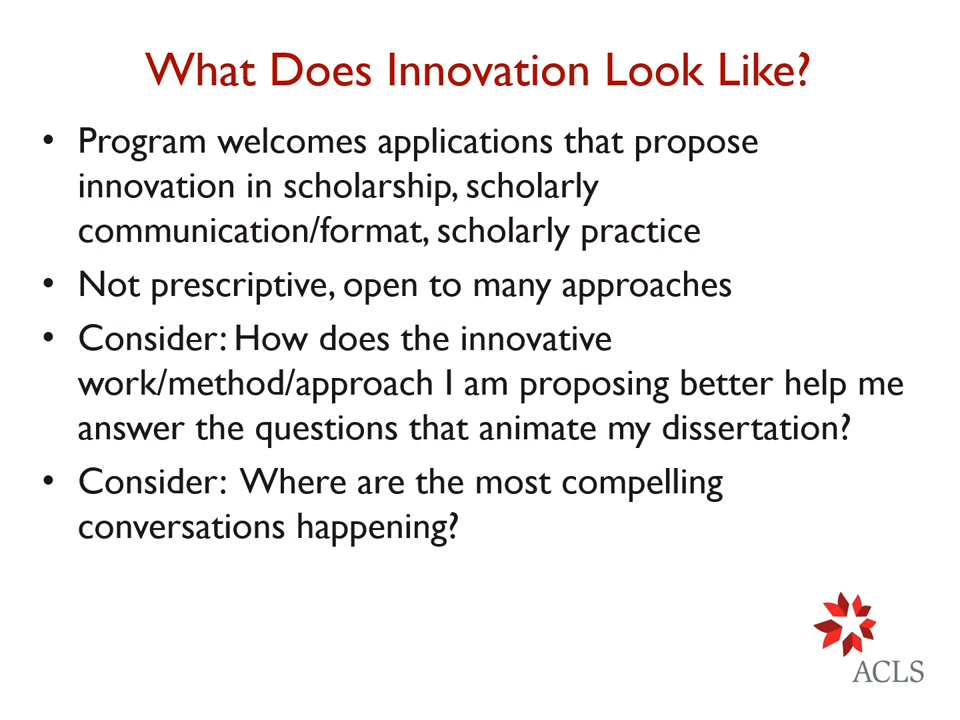 What Does Innovation Look Like?
• Program welcomes applications that propose
innovation in scholarship, scholarly
communication/format, scholarly practice
• Not prescriptive, open to many approaches
• Consider: How does the innovative
work/method/approach I am proposing better help me
answer the questions that animate my dissertation?
• Consider:  Where are the most compelling
conversations happening?
ACLS